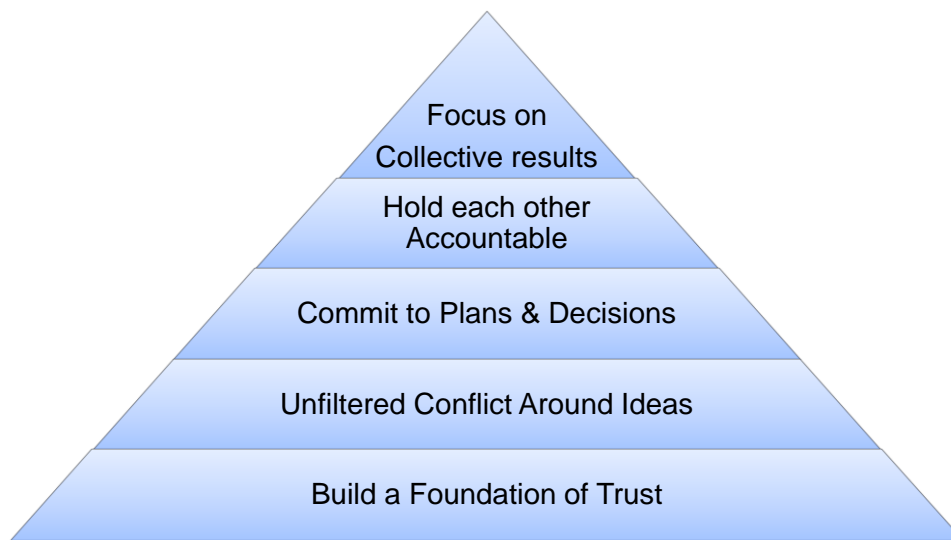 Focus on
Collective results
Hold each other
Accountable
Commit to Plans & Decisions
Unfiltered Conflict Around Ideas
Build a Foundation of Trust